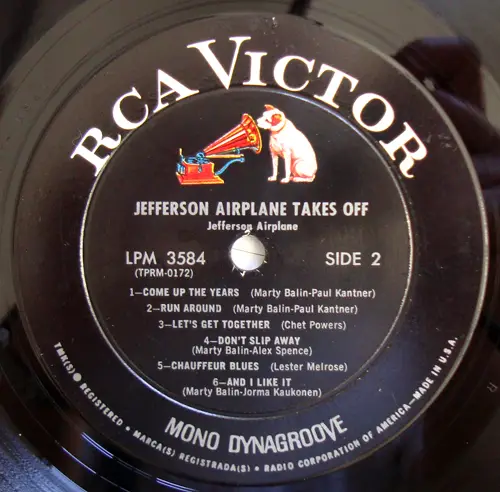 RCA VICTOR
JEFFERSON AIRPLANE TAKES OFF
Jefferson Airplane
LPM 3584
(TPRM-0172)
SIDE 2
1—COME UP THE YEARS (Marty Balin-Paul Kantner)
2—RUN AROUND (Marty Balin-Paul Kantner)
3—LET'S GET TOGETHER (Chet Powers)
4—DON'T SLIP AWAY
(Marty Balin-Alex Spence)
5—CHAUFFEUR BLUES (Lester Melrose)
6—AND I LIKE IT
(Marty Balin-Jorma Kaukonen)
MONO DYNAGROOVE
TMK(S) ® REGISTERED • MARCA(S) REGISTRADA(S) • RADIO CORPORATION OF AMERICA—MADE IN U.S.A.